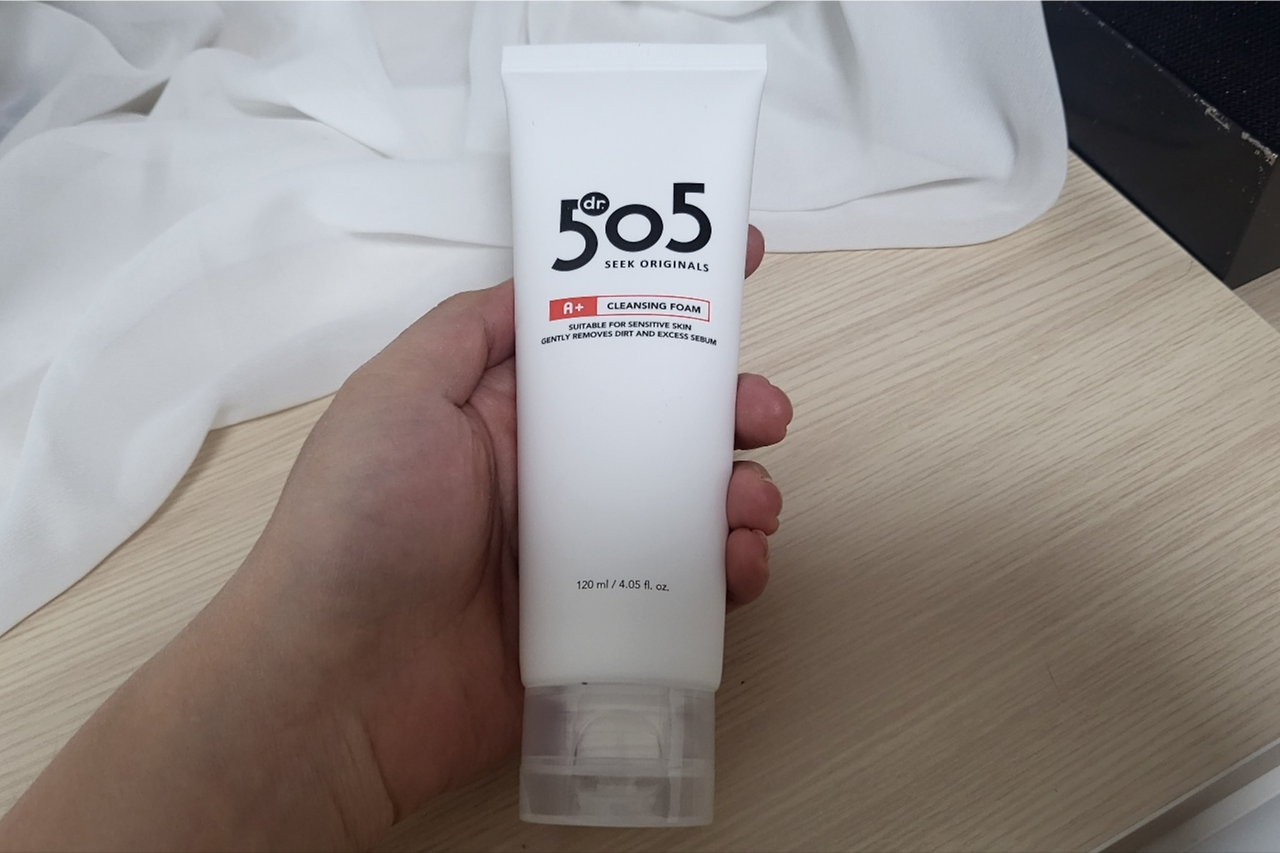 dr.
505
SEEK ORIGINALS
A+ CLEANSING FOAM
SUITABLE FOR SENSITIVE SKIN
GENTLY REMOVES DIRT AND EXCESS SEBUM
120 ml / 4.05 fl. oz.